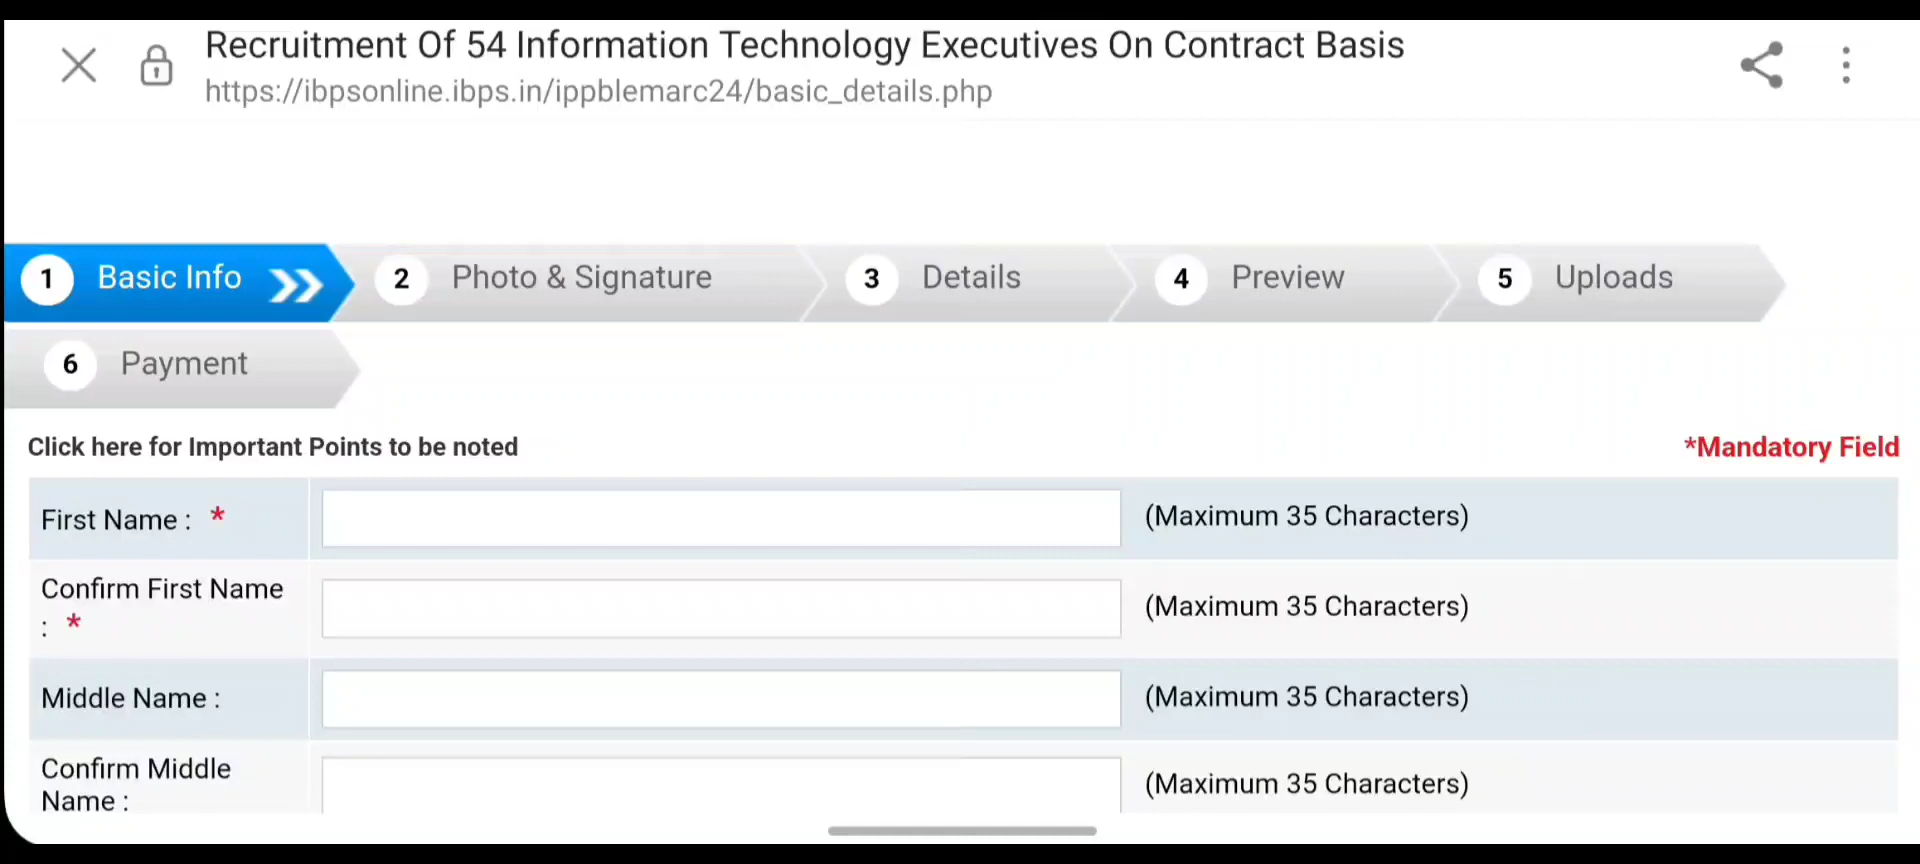 Recruitment Of 54 Information Technology Executives On Contract Basis
https://ibpsonline.ibps.in/ippblemarc24/basic_details.php
1 Basic Info 2 Photo & Signature 3 Details 4 Preview 5 Uploads
6 Payment
Click here for Important Points to be noted *Mandatory Field
First Name : * (Maximum 35 Characters)
Confirm First Name
: * (Maximum 35 Characters)
Middle Name : (Maximum 35 Characters)
Confirm Middle
Name : (Maximum 35 Characters)